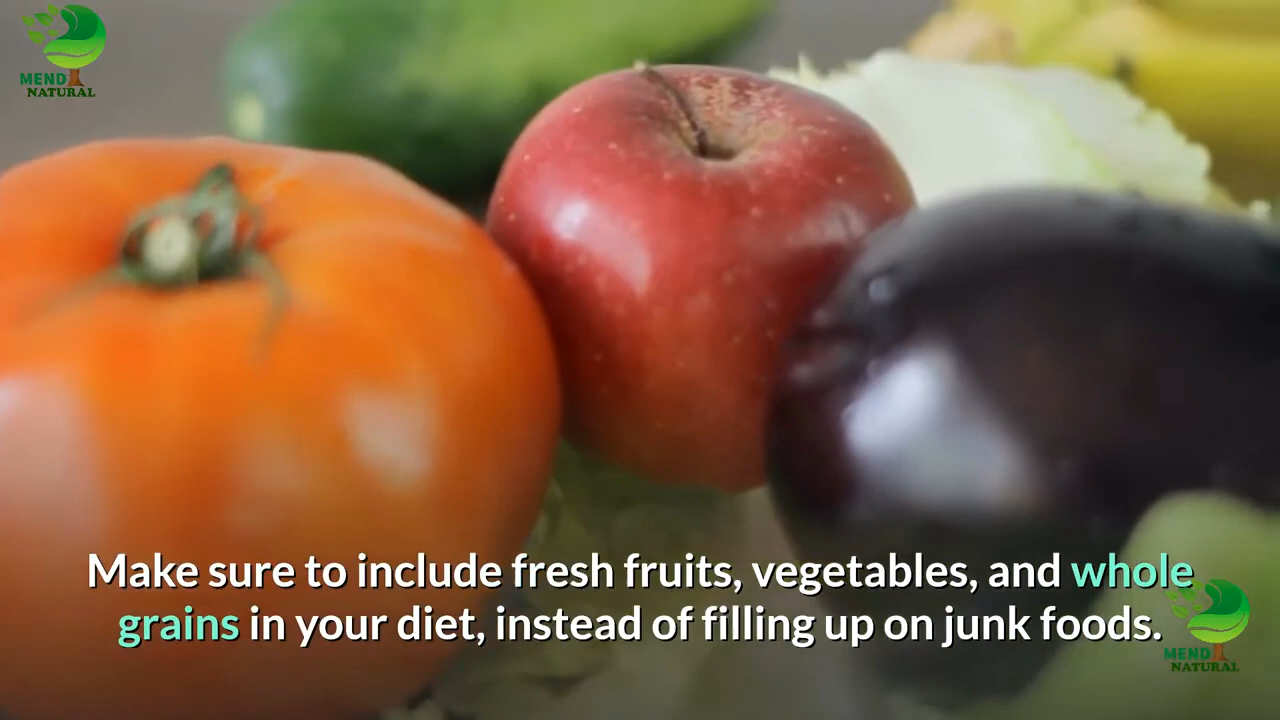 MEND
NATURAL
Make sure to include fresh fruits, vegetables, and whole
grains in your diet, instead of filling up on junk foods.
MEND
NATURAL